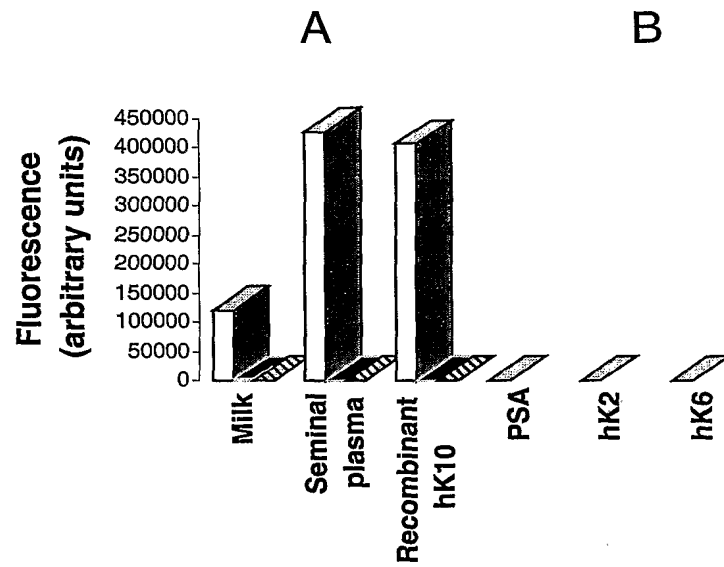 A B
Fluorescence
(arbitrary units)
450000
400000
350000
300000
250000
200000
150000
100000
50000
0
Milk
Seminal
plasma
Recombinant
hK10
PSA
hK2
hK6